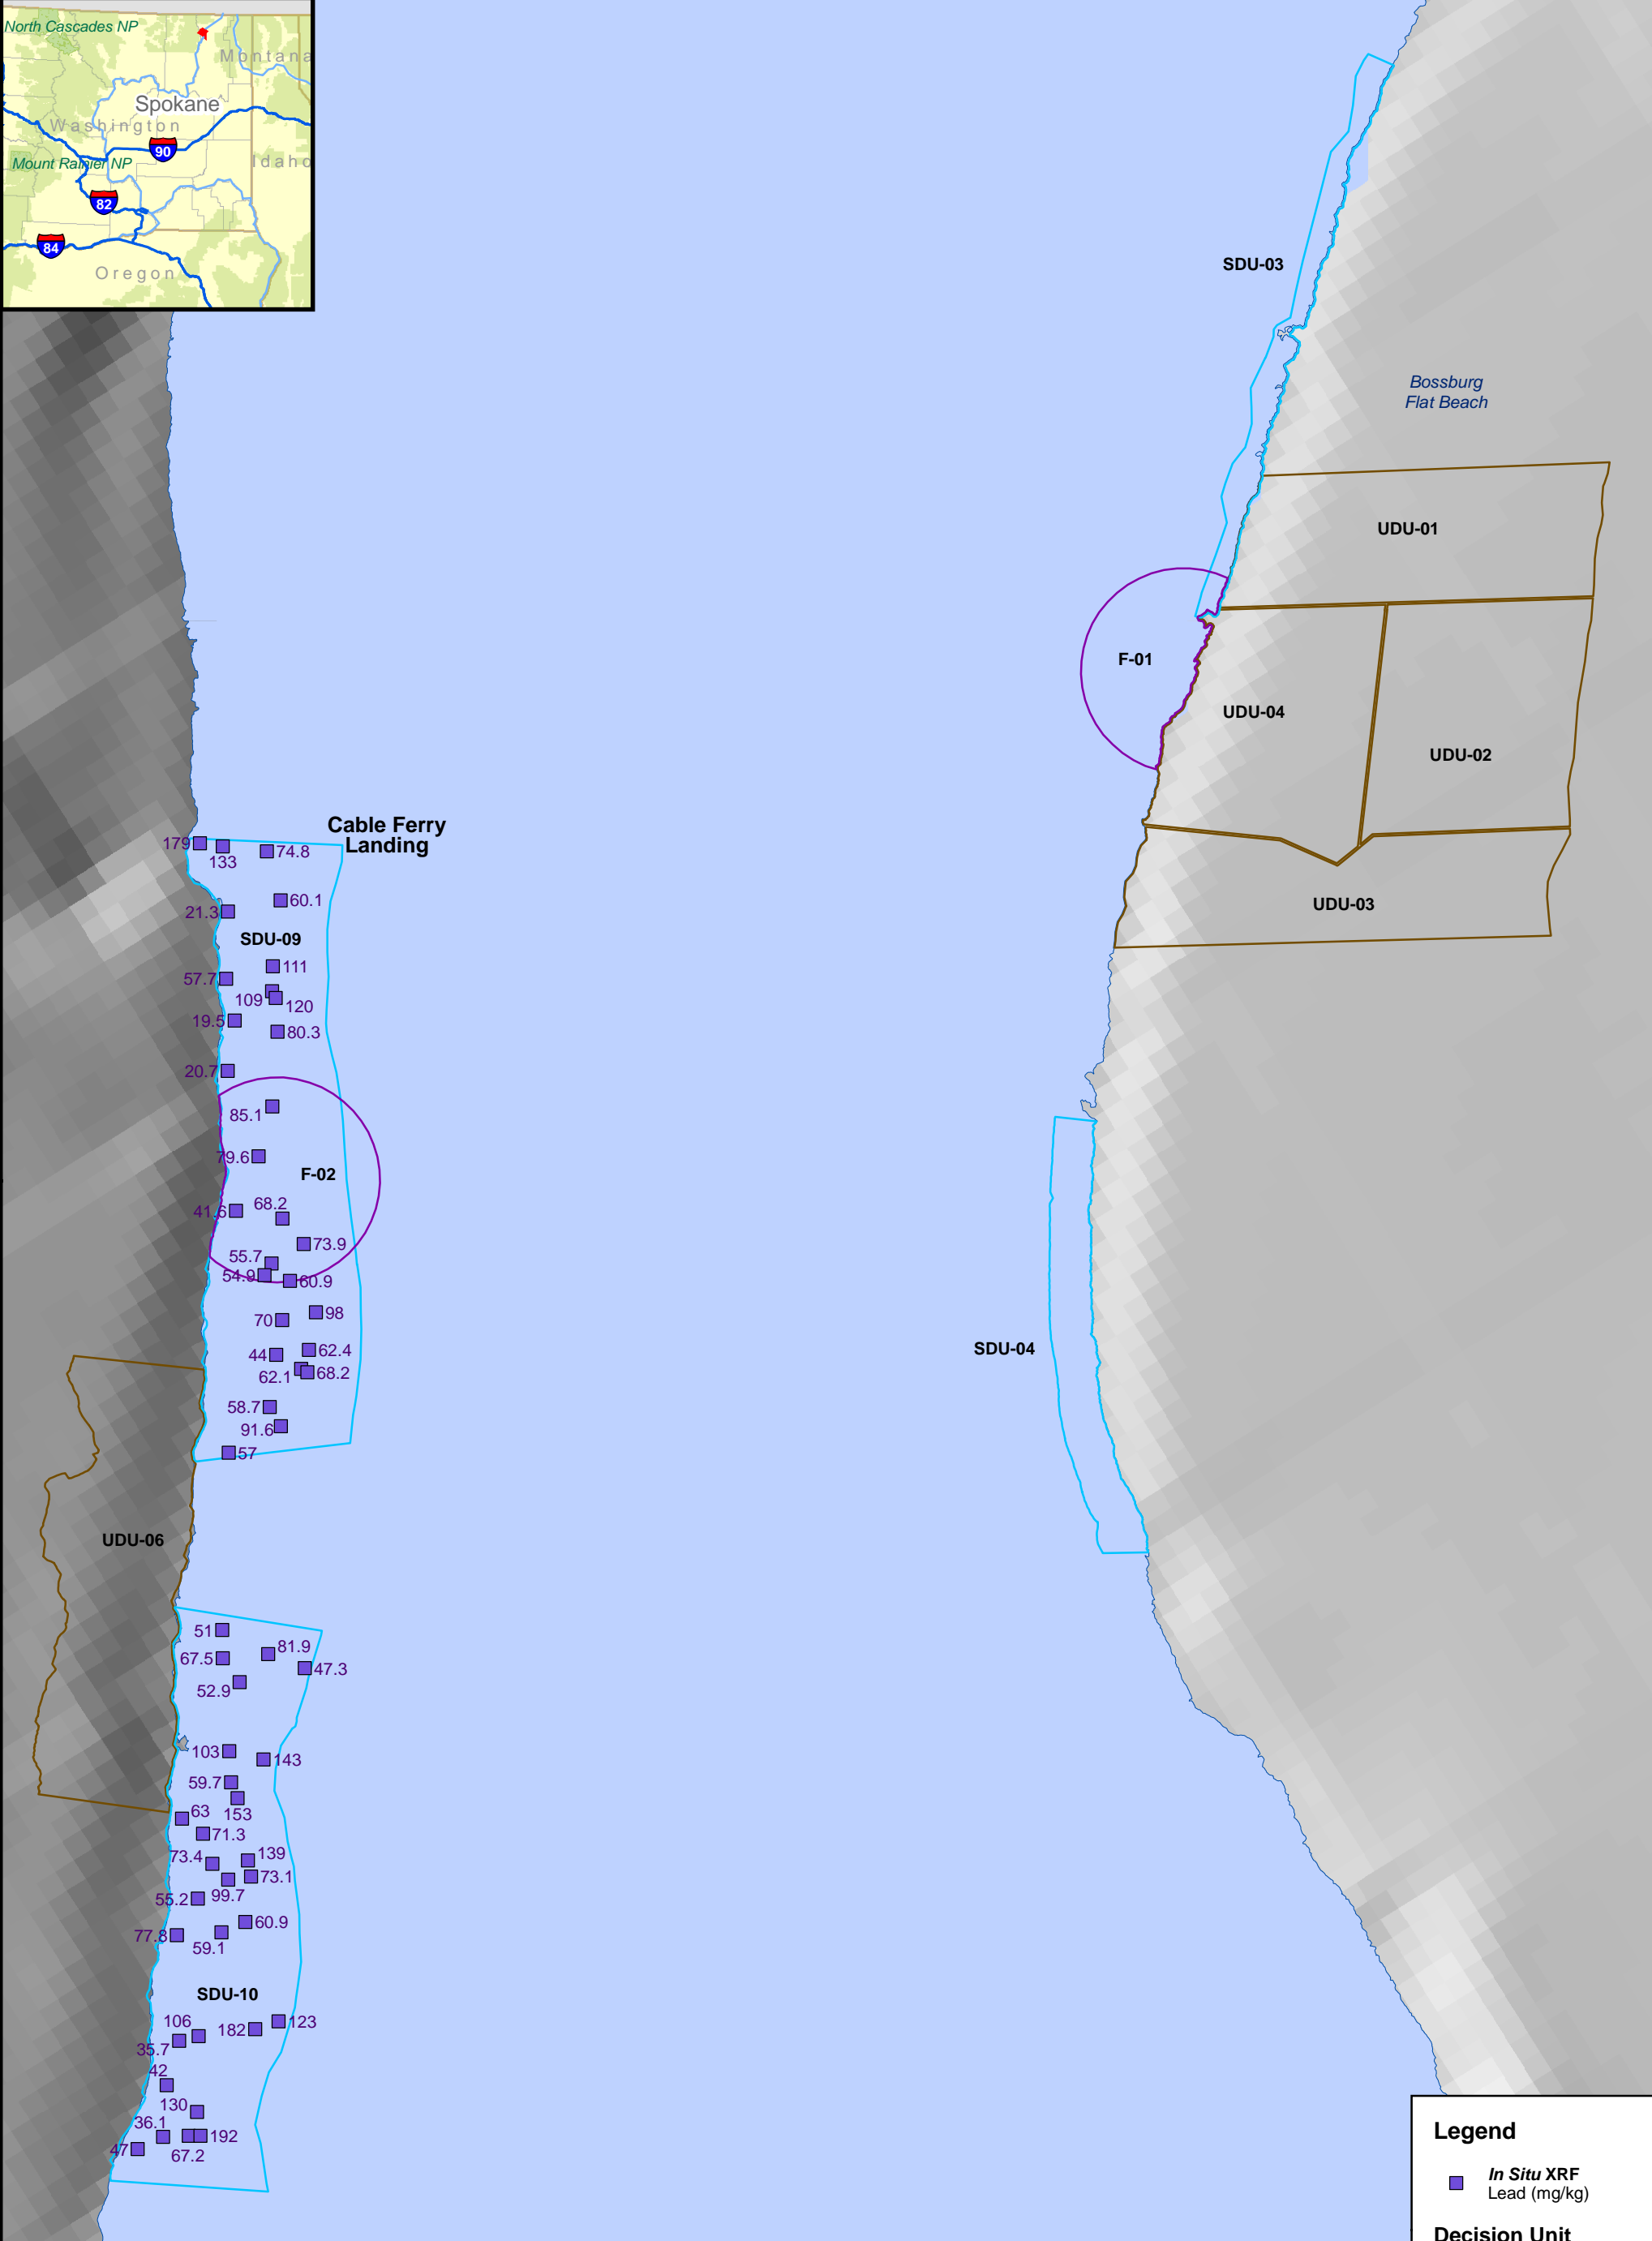 North Cascades NP
Montana
Spokane
Washington
90
Mount Rainier NP
Idaho
82
84
Oregon
SDU-03
Bossburg
Flat Beach
UDU-01
F-01
UDU-04
UDU-02
UDU-03
Cable Ferry
Landing
179
133
74.8
60.1
21.3
SDU-09
111
57.7
109
120
19.5
80.3
20.7
85.1
79.6
F-02
68.2
41.6
73.9
55.7
54.9
60.9
98
70
62.4
44
62.1
68.2
58.7
91.6
57
SDU-04
UDU-06
51
81.9
67.5
47.3
52.9
103
143
59.7
63
153
71.3
73.4
139
73.1
99.7
55.2
60.9
77.8
59.1
SDU-10
106
182
123
35.7
42
130
36.1
192
47
67.2
Legend
In Situ XRF
Lead (mg/kg)
Decision Unit